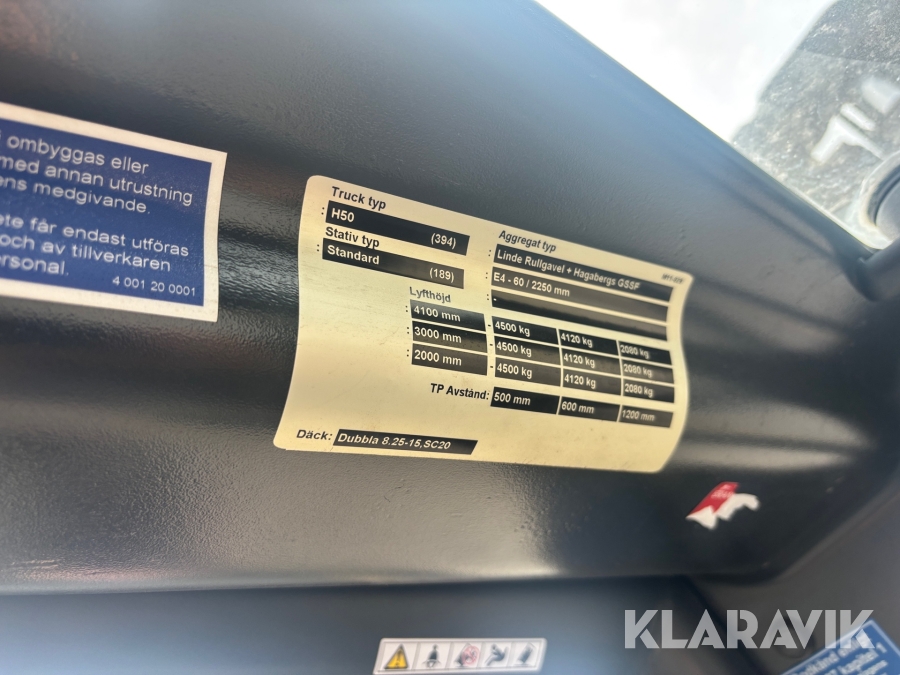 ombyggas eller
med annan utrustning
ens medgivande.
ete får endast utföras
och av tillverkaren
ersonal.
4 001 20 0001
Truck typ
: H50 (394)
Stativ typ
: Standard (189)
Aggregat typ
: Linde Rullgavel + Hagabergs GSSF
: E4 - 60 / 2250 mm
: -
Lyfthöjd
: 4100 mm - 4500 kg 4120 kg 2080 kg
: 3000 mm - 4500 kg 4120 kg 2080 kg
: 2000 mm - 4500 kg 4120 kg 2080 kg
TP Avstånd: 500 mm 600 mm 1200 mm
Däck: Dubbla 8.25-15,SC20
KLARAVIK